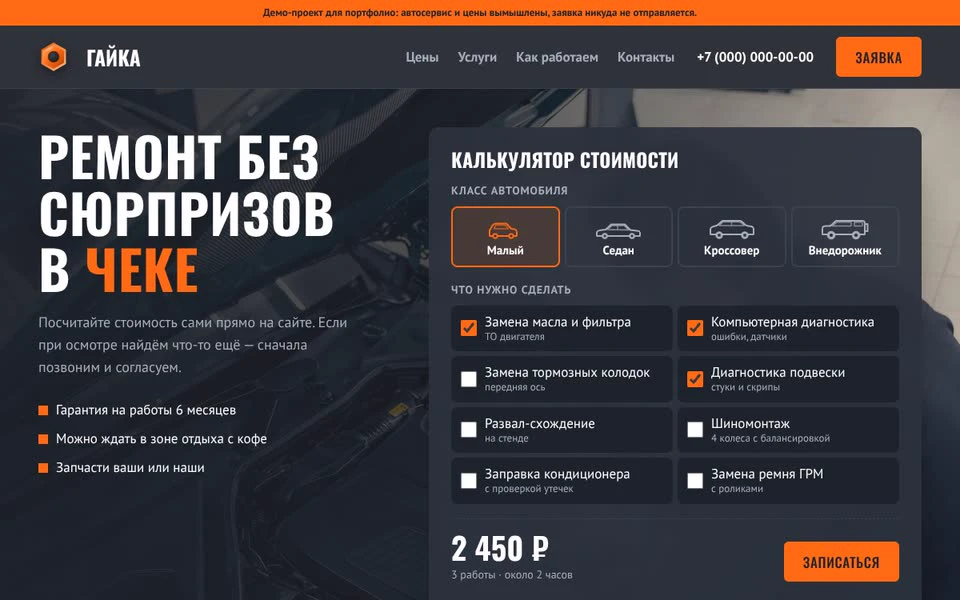 Демо-проект для портфолио: автосервис и цены вымышлены, заявка никуда не отправляется.
ГАЙКА
Цены Услуги Как работаем Контакты +7 (000) 000-00-00 ЗАЯВКА
РЕМОНТ БЕЗ
СЮРПРИЗОВ
В ЧЕКЕ
Посчитайте стоимость сами прямо на сайте. Если
при осмотре найдём что-то ещё — сначала
позвоним и согласуем.
Гарантия на работы 6 месяцев
Можно ждать в зоне отдыха с кофе
Запчасти ваши или наши
КАЛЬКУЛЯТОР СТОИМОСТИ
КЛАСС АВТОМОБИЛЯ
Малый Седан Кроссовер Внедорожник
ЧТО НУЖНО СДЕЛАТЬ
Замена масла и фильтра
ТО двигателя
Компьютерная диагностика
ошибки, датчики
Замена тормозных колодок
передняя ось
Диагностика подвески
стуки и скрипы
Развал-схождение
на стенде
Шиномонтаж
4 колеса с балансировкой
Заправка кондиционера
с проверкой утечек
Замена ремня ГРМ
с роликами
2 450 ₽
3 работы · около 2 часов
ЗАПИСАТЬСЯ